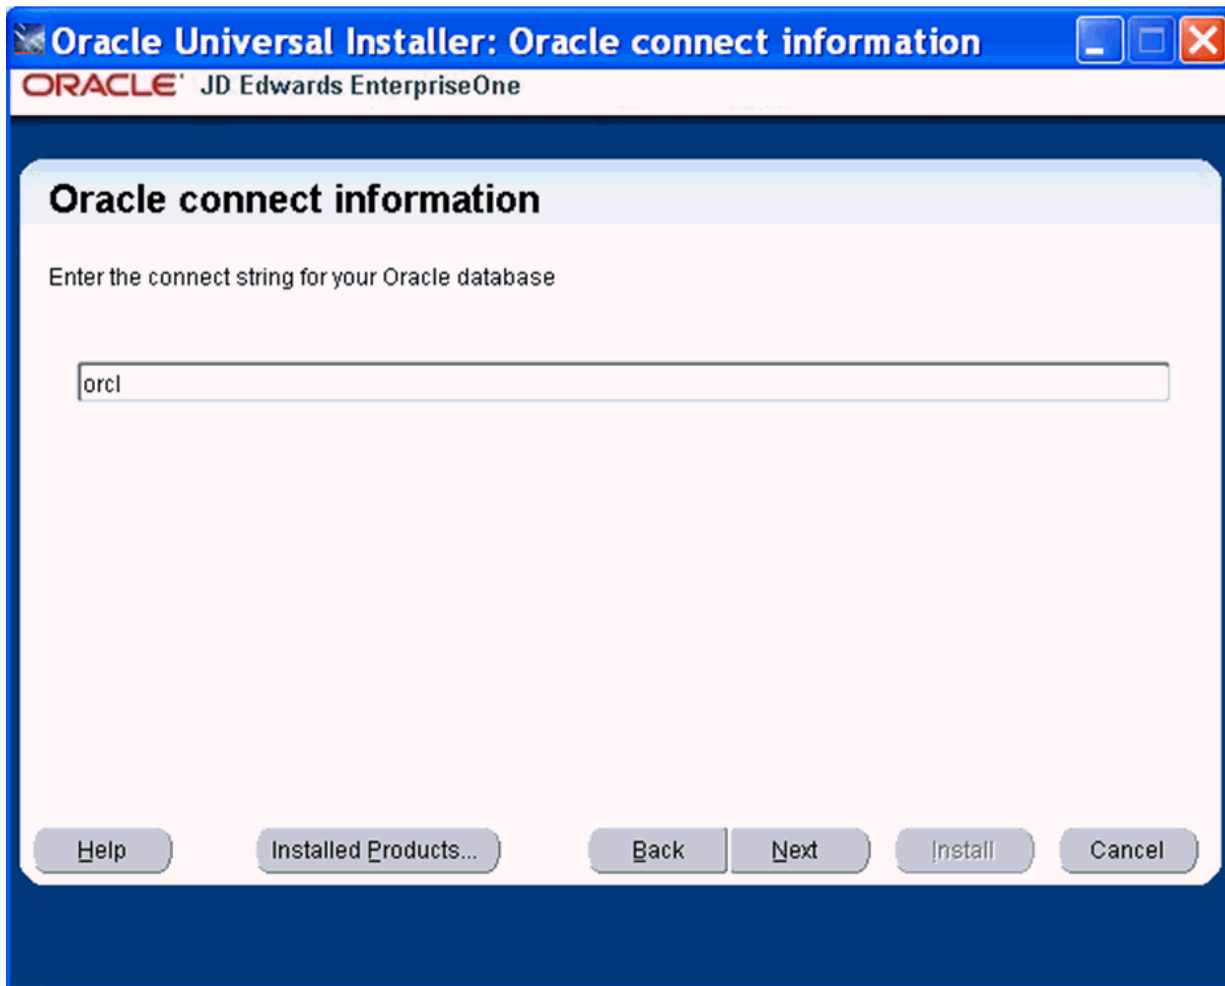 Oracle Universal Installer: Oracle connect information
ORACLE' JD Edwards EnterpriseOne
Oracle connect information
Enter the connect string for your Oracle database
orcl
Help Installed Products... Back Next Install Cancel